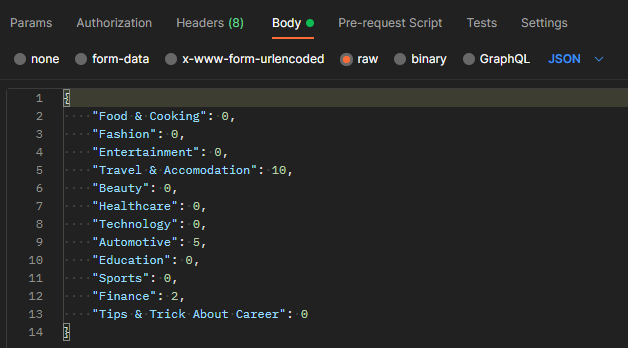 Params Authorization Headers (8) Body Pre-request Script Tests Settings
none form-data x-www-form-urlencoded raw binary GraphQL JSON
1 {
2 "Food & Cooking": 0,
3 "Fashion": 0,
4 "Entertainment": 0,
5 "Travel & Accomodation": 10,
6 "Beauty": 0,
7 "Healthcare": 0,
8 "Technology": 0,
9 "Automotive": 5,
10 "Education": 0,
11 "Sports": 0,
12 "Finance": 2,
13 "Tips & Trick About Career": 0
14 }